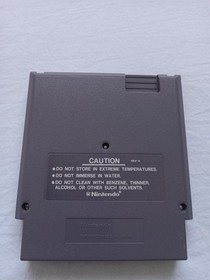 CAUTION
• DO NOT STORE IN EXTREME TEMPERATURES.
• DO NOT IMMERSE IN WATER.
• DO NOT CLEAN WITH BENZENE, THINNER,
ALCOHOL OR OTHER SUCH SOLVENTS.
Nintendo®